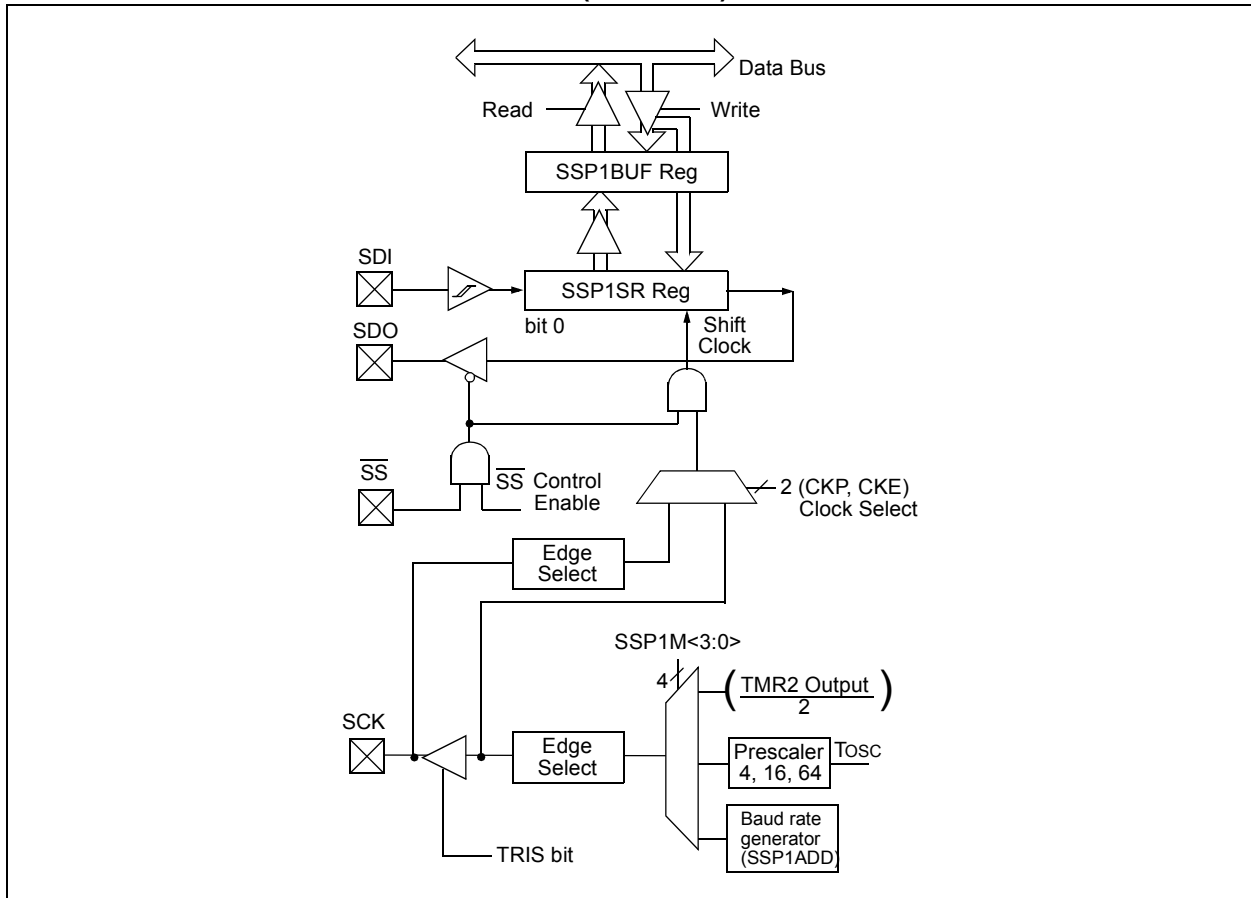 Data Bus
Read
Write
SSP1BUF Reg
SDI
SSP1SR Reg
bit 0
Shift
Clock
SDO
SS
SS Control
Enable
2 (CKP, CKE)
Clock Select
Edge
Select
SSP1M<3:0>
4
(TMR2 Output)
2
SCK
Edge
Select
Prescaler
4, 16, 64
TOSC
Baud rate
generator
(SSP1ADD)
TRIS bit